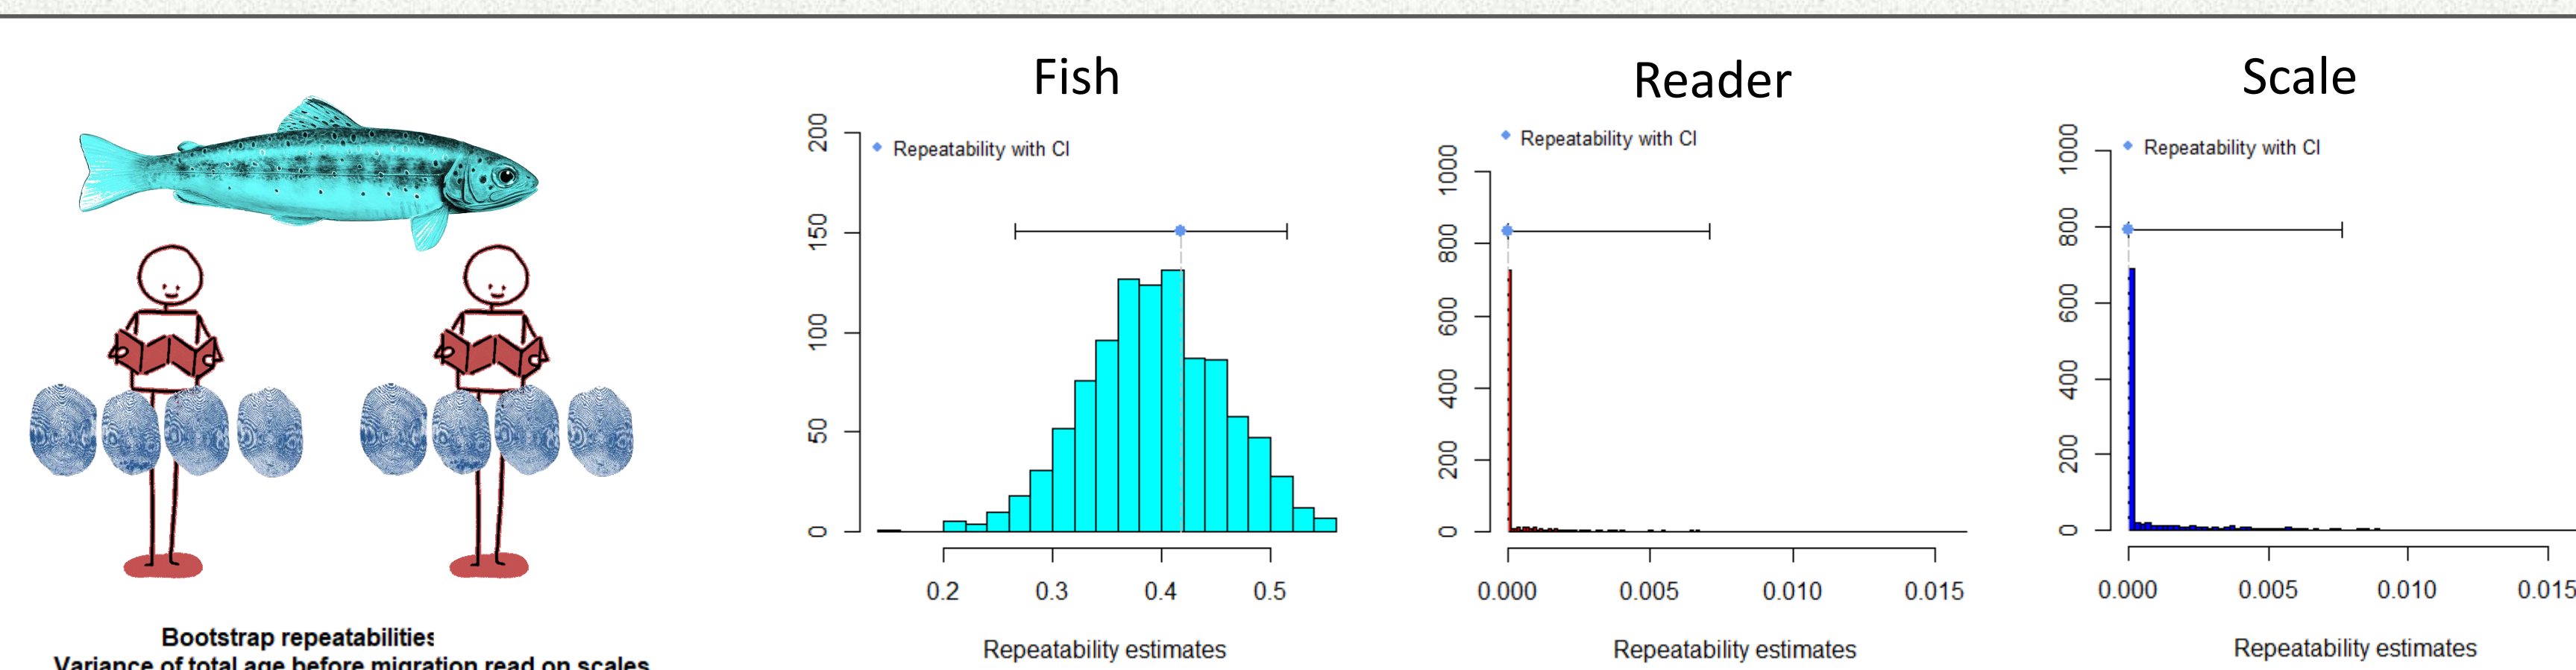 Fish
Reader
Scale
200
150
100
50
0
Repeatability with CI
0.2 0.3 0.4 0.5
Repeatability estimates
1000
800
600
400
200
0
Repeatability with CI
0.000 0.005 0.010 0.015
Repeatability estimates
1000
800
600
400
200
0
Repeatability with CI
0.000 0.005 0.010 0.015
Repeatability estimates
Bootstrap repeatabilities
Variance of total age before migration read on scales